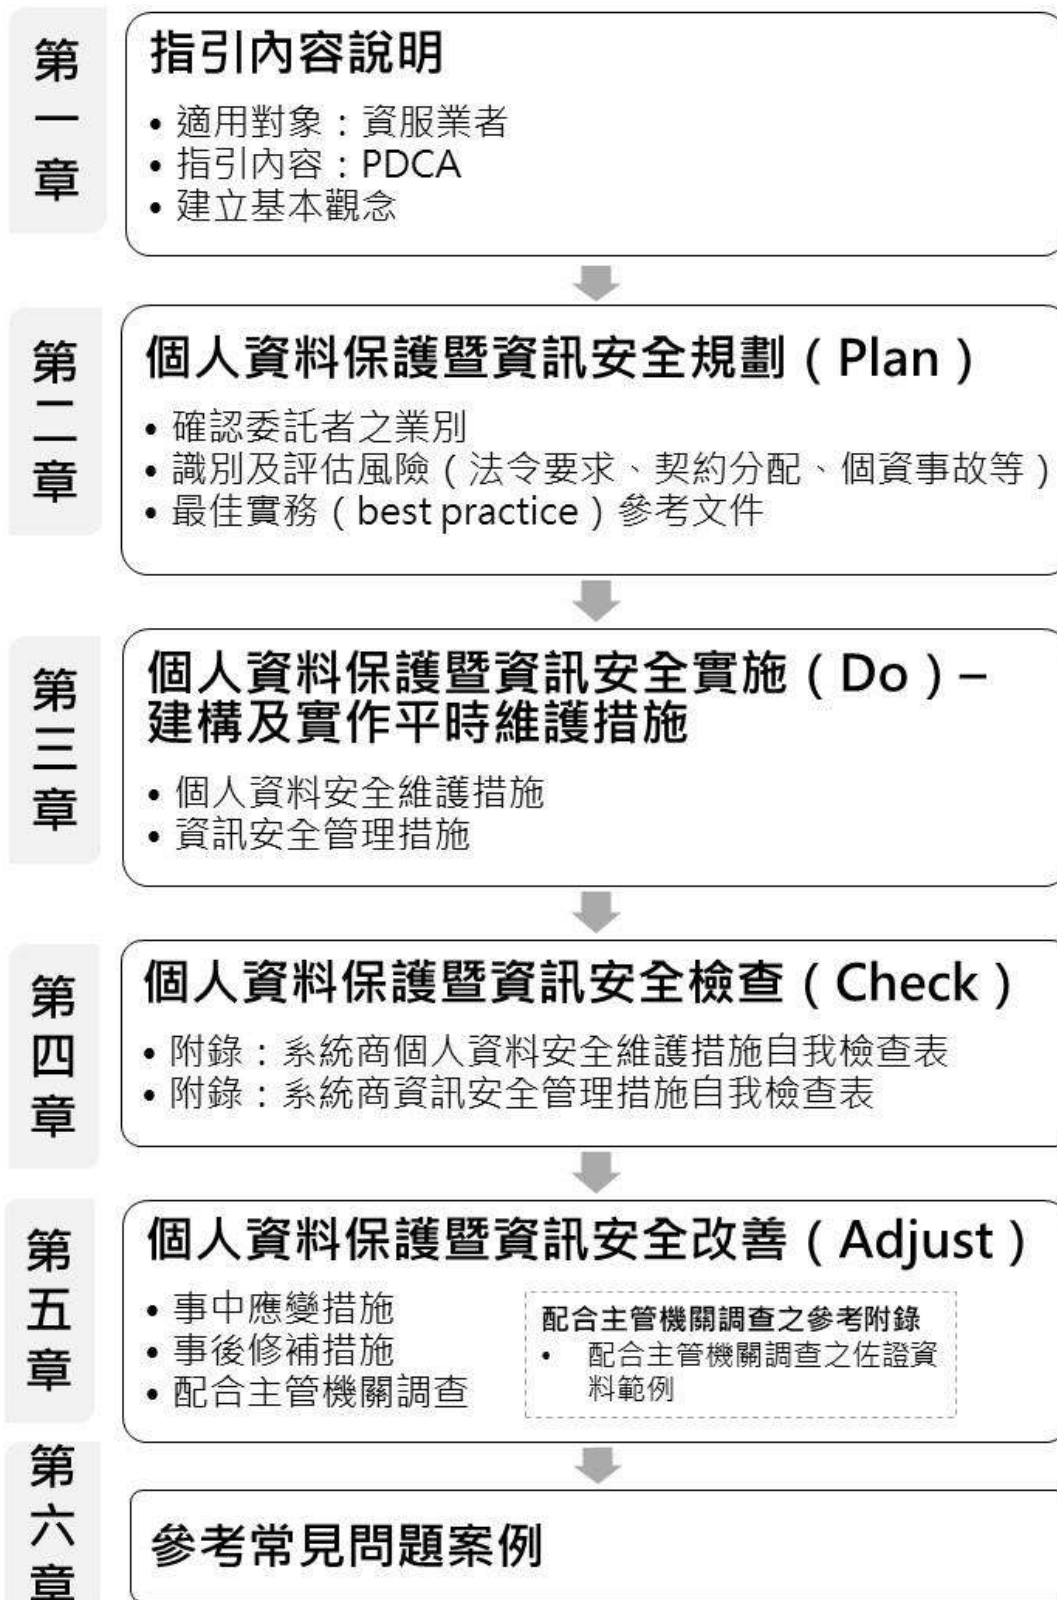 第一章
指引內容說明
• 適用對象：資服業者
• 指引內容：PDCA
• 建立基本觀念
第二章
個人資料保護暨資訊安全規劃（Plan）
• 確認委託者之業別
• 識別及評估風險（法令要求、契約分配、個資事故等）
• 最佳實務（best practice）參考文件
第三章
個人資料保護暨資訊安全實施（Do）–
建構及實作平時維護措施
• 個人資料安全維護措施
• 資訊安全管理措施
第四章
個人資料保護暨資訊安全檢查（Check）
• 附錄：系統商個人資料安全維護措施自我檢查表
• 附錄：系統商資訊安全管理措施自我檢查表
第五章
個人資料保護暨資訊安全改善（Adjust）
• 事中應變措施
• 事後修補措施
• 配合主管機關調查
配合主管機關調查之參考附錄
• 配合主管機關調查之佐證資
料範例
第六章
參考常見問題案例